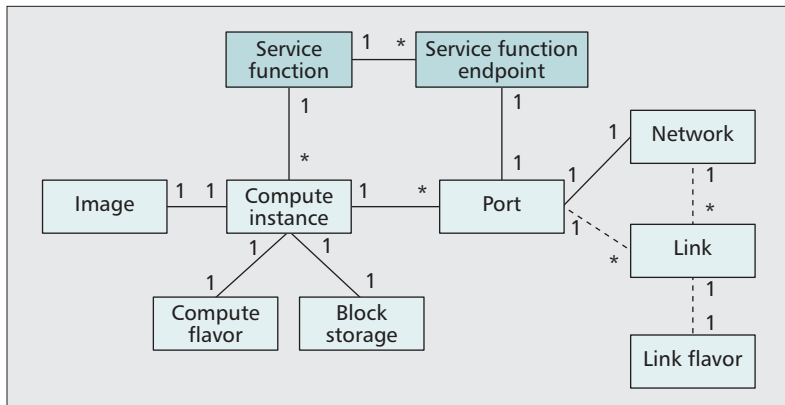 Service
function
1
*
Service function
endpoint
1
*
1
1
1
1
Network
1
*
Image
1
1
Compute
instance
1
*
Port
1
*
Link
1
1
1
1
1
1
Compute
flavor
Block
storage
Link flavor